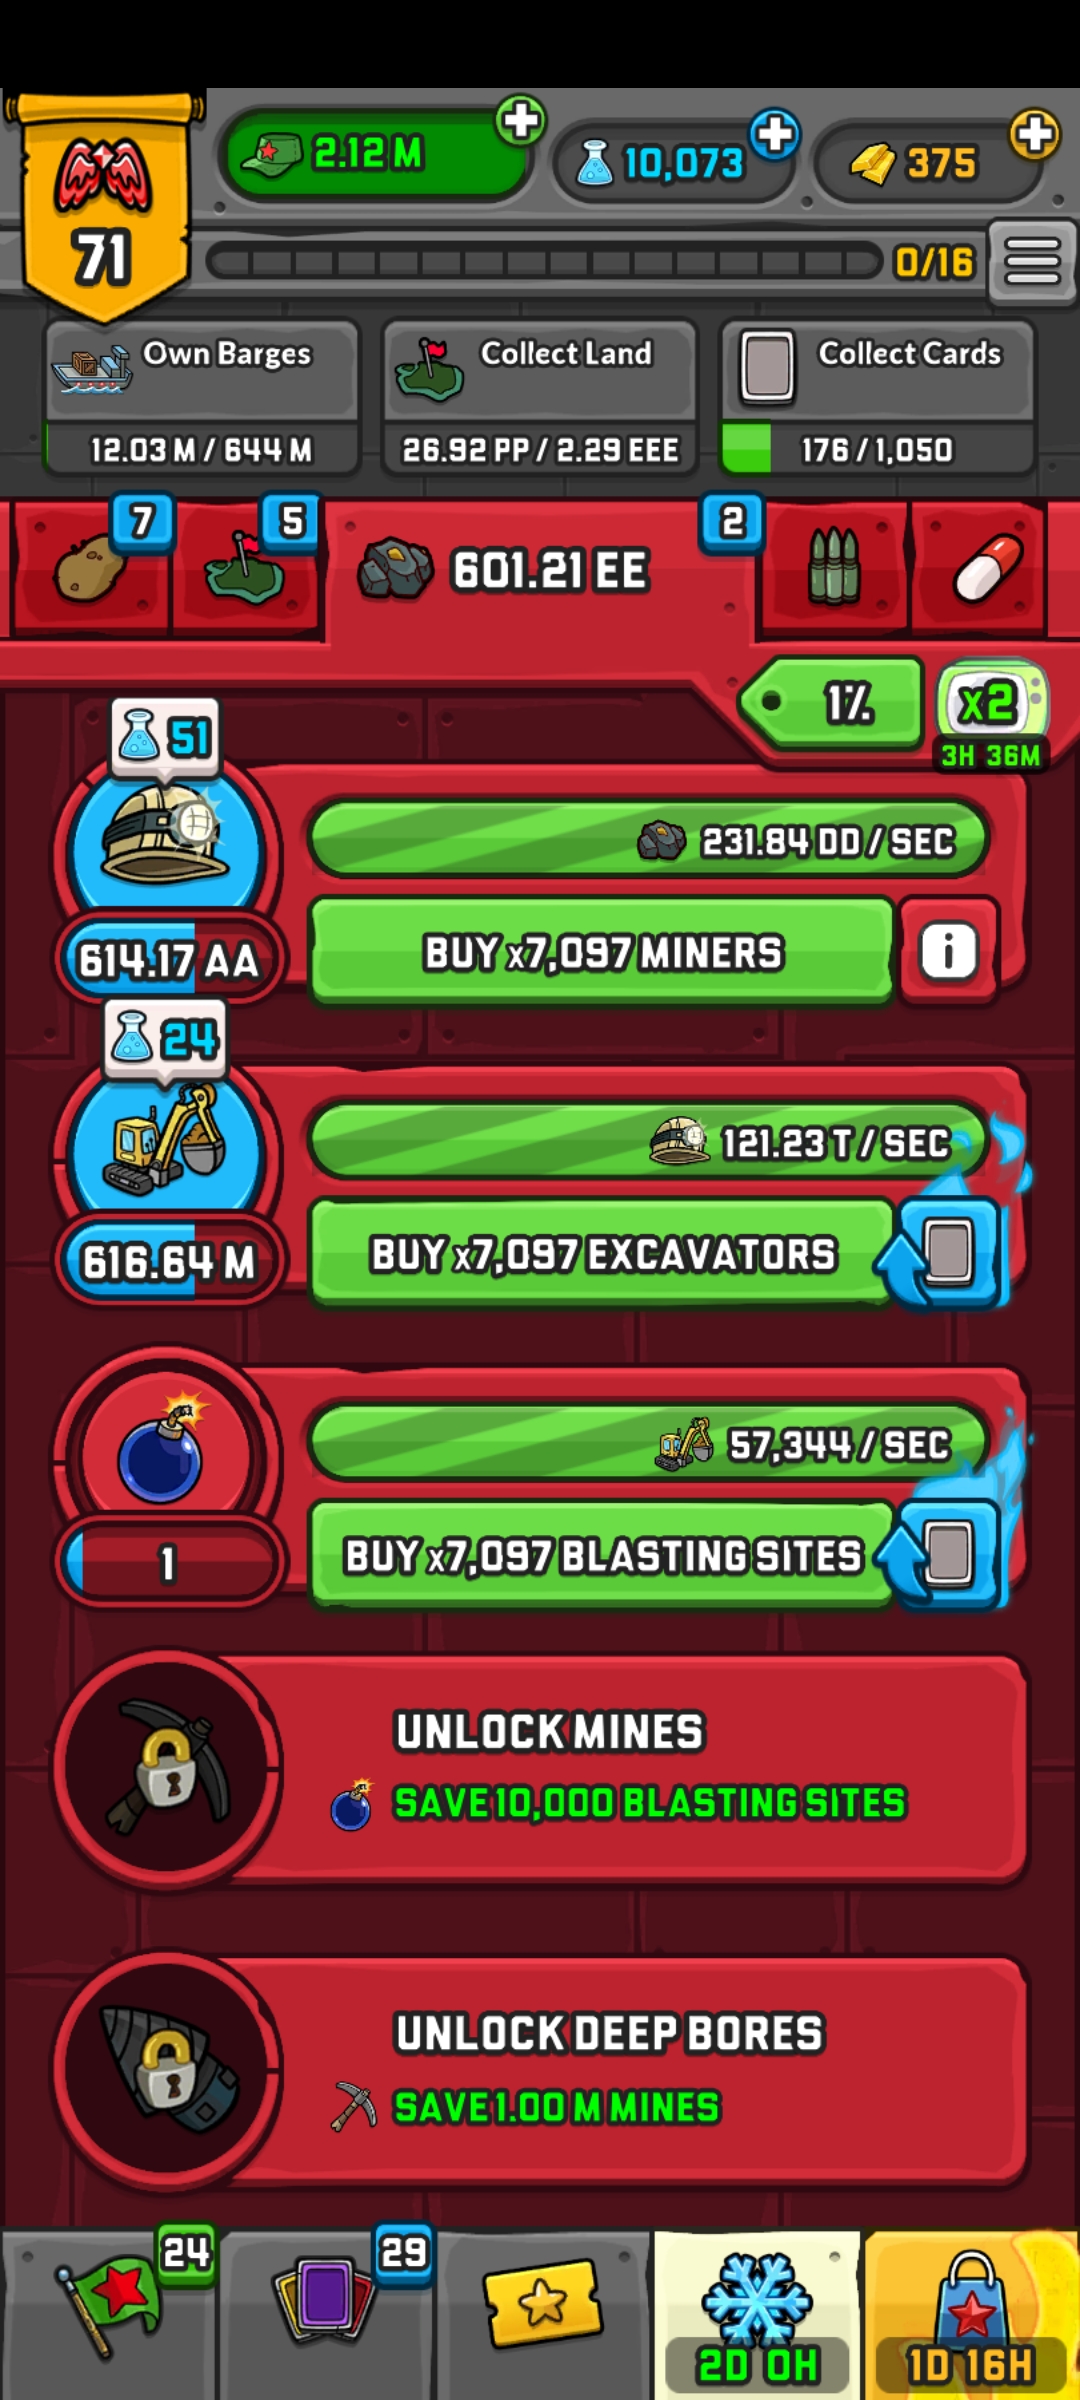 2.12 M
10,073
375
71
0/16
Own Barges
Collect Land
Collect Cards
12.03 M / 644 M
26.92 PP / 2.29 EEE
176 / 1,050
7
5
601.21 EE
2
1%
x2
3H 36M
51
231.84 DD / SEC
614.17 AA
BUY x7,097 MINERS
i
24
121.23 T / SEC
616.64 M
BUY x7,097 EXCAVATORS
57,344 / SEC
1
BUY x7,097 BLASTING SITES
UNLOCK MINES
SAVE 10,000 BLASTING SITES
UNLOCK DEEP BORES
SAVE 1.00 M MINES
24
29
2D 0H
1D 16H